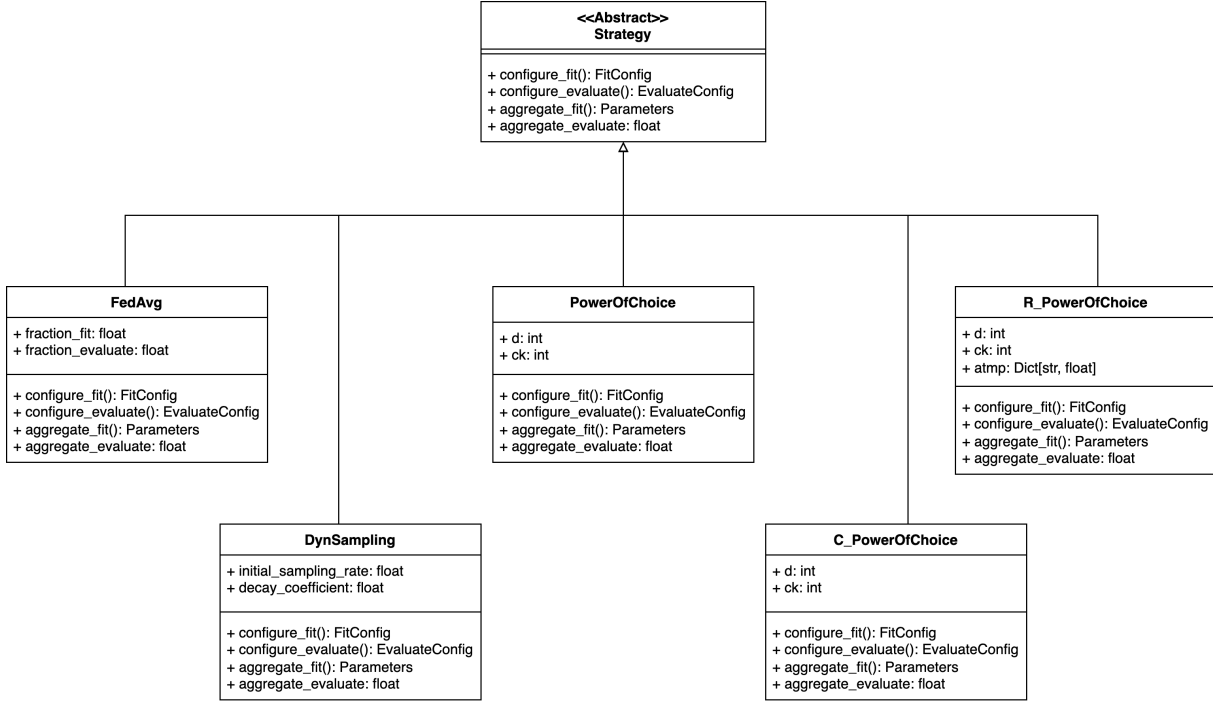 <<Abstract>>
Strategy
+ configure_fit(): FitConfig
+ configure_evaluate(): EvaluateConfig
+ aggregate_fit(): Parameters
+ aggregate_evaluate: float
FedAvg
+ fraction_fit: float
+ fraction_evaluate: float
+ configure_fit(): FitConfig
+ configure_evaluate(): EvaluateConfig
+ aggregate_fit(): Parameters
+ aggregate_evaluate: float
PowerOfChoice
+ d: int
+ ck: int
+ configure_fit(): FitConfig
+ configure_evaluate(): EvaluateConfig
+ aggregate_fit(): Parameters
+ aggregate_evaluate: float
R_PowerOfChoice
+ d: int
+ ck: int
+ atmp: Dict[str, float]
+ configure_fit(): FitConfig
+ configure_evaluate(): EvaluateConfig
+ aggregate_fit(): Parameters
+ aggregate_evaluate: float
DynSampling
+ initial_sampling_rate: float
+ decay_coefficient: float
+ configure_fit(): FitConfig
+ configure_evaluate(): EvaluateConfig
+ aggregate_fit(): Parameters
+ aggregate_evaluate: float
C_PowerOfChoice
+ d: int
+ ck: int
+ configure_fit(): FitConfig
+ configure_evaluate(): EvaluateConfig
+ aggregate_fit(): Parameters
+ aggregate_evaluate: float